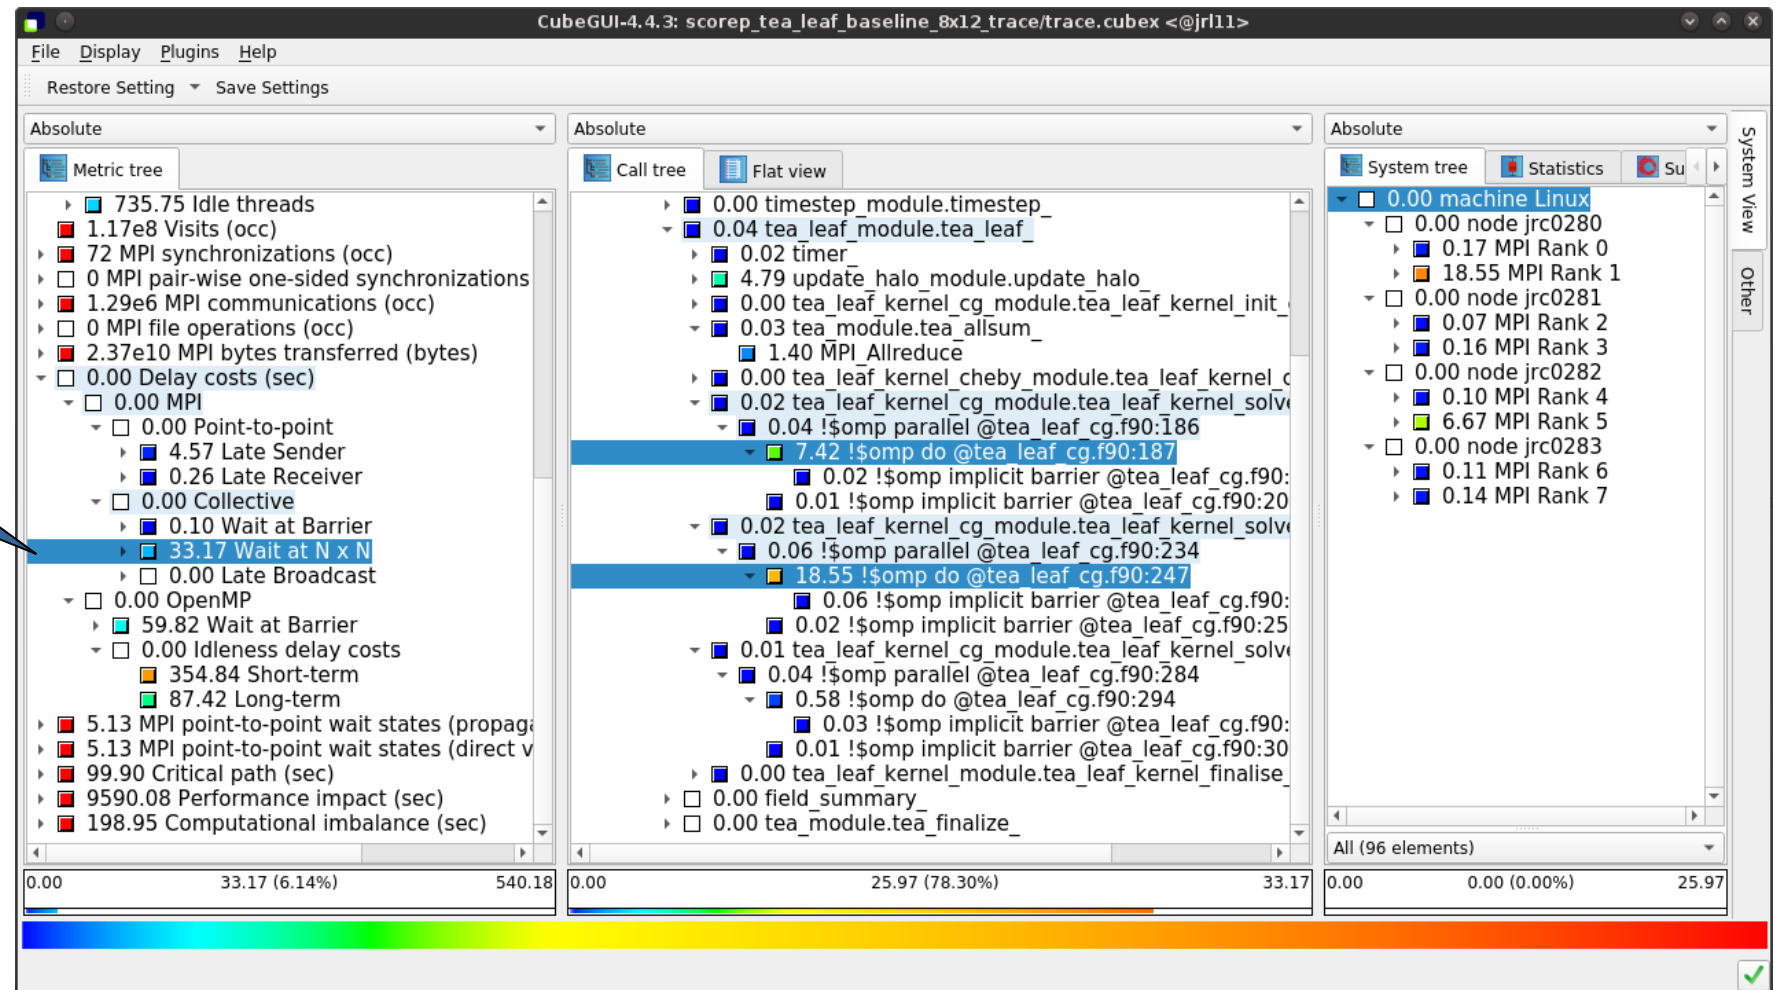 CubeGUI-4.4.3: scorep_tea_leaf_baseline_8x12_trace/trace.cubex <@jrl11>
File Display Plugins Help
Restore Setting Save Settings
Absolute
Metric tree
735.75 Idle threads
1.17e8 Visits (occ)
72 MPI synchronizations (occ)
0 MPI pair-wise one-sided synchronizations
1.29e6 MPI communications (occ)
0 MPI file operations (occ)
2.37e10 MPI bytes transferred (bytes)
0.00 Delay costs (sec)
0.00 MPI
0.00 Point-to-point
4.57 Late Sender
0.26 Late Receiver
0.00 Collective
0.10 Wait at Barrier
33.17 Wait at N x N
0.00 Late Broadcast
0.00 OpenMP
59.82 Wait at Barrier
0.00 Idleness delay costs
354.84 Short-term
87.42 Long-term
5.13 MPI point-to-point wait states (propag
5.13 MPI point-to-point wait states (direct v
99.90 Critical path (sec)
9590.08 Performance impact (sec)
198.95 Computational imbalance (sec)
0.00 33.17 (6.14%) 540.18
Absolute
Call tree Flat view
0.00 timestep_module.timestep_
0.04 tea_leaf_module.tea_leaf_
0.02 timer_
4.79 update_halo_module.update_halo_
0.00 tea_leaf_kernel_cg_module.tea_leaf_kernel_init_
0.03 tea_module.tea_allsum_
1.40 MPI_Allreduce
0.00 tea_leaf_kernel_cheby_module.tea_leaf_kernel_c
0.02 tea_leaf_kernel_cg_module.tea_leaf_kernel_solv
0.04 !$omp parallel @tea_leaf_cg.f90:186
7.42 !$omp do @tea_leaf_cg.f90:187
0.02 !$omp implicit barrier @tea_leaf_cg.f90:
0.01 !$omp implicit barrier @tea_leaf_cg.f90:20
0.02 tea_leaf_kernel_cg_module.tea_leaf_kernel_solv
0.06 !$omp parallel @tea_leaf_cg.f90:234
18.55 !$omp do @tea_leaf_cg.f90:247
0.06 !$omp implicit barrier @tea_leaf_cg.f90:
0.02 !$omp implicit barrier @tea_leaf_cg.f90:25
0.01 tea_leaf_kernel_cg_module.tea_leaf_kernel_solv
0.04 !$omp parallel @tea_leaf_cg.f90:284
0.58 !$omp do @tea_leaf_cg.f90:294
0.03 !$omp implicit barrier @tea_leaf_cg.f90:
0.01 !$omp implicit barrier @tea_leaf_cg.f90:30
0.00 tea_leaf_kernel_module.tea_leaf_kernel_finalise_
0.00 field_summary_
0.00 tea_module.tea_finalize_
0.00 25.97 (78.30%) 33.17
Absolute
System tree Statistics Su
0.00 machine Linux
0.00 node jrc0280
0.17 MPI Rank 0
18.55 MPI Rank 1
0.00 node jrc0281
0.07 MPI Rank 2
0.16 MPI Rank 3
0.00 node jrc0282
0.10 MPI Rank 4
6.67 MPI Rank 5
0.00 node jrc0283
0.11 MPI Rank 6
0.14 MPI Rank 7
All (96 elements)
0.00 0.00 (0.00%) 25.97
System View
Other